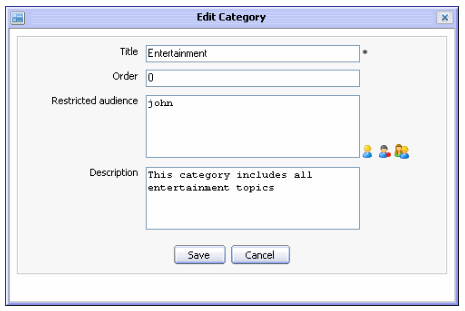 Edit Category
Title Entertainment *
Order 0
Restricted audience john
Description This category includes all
entertainment topics
Save Cancel